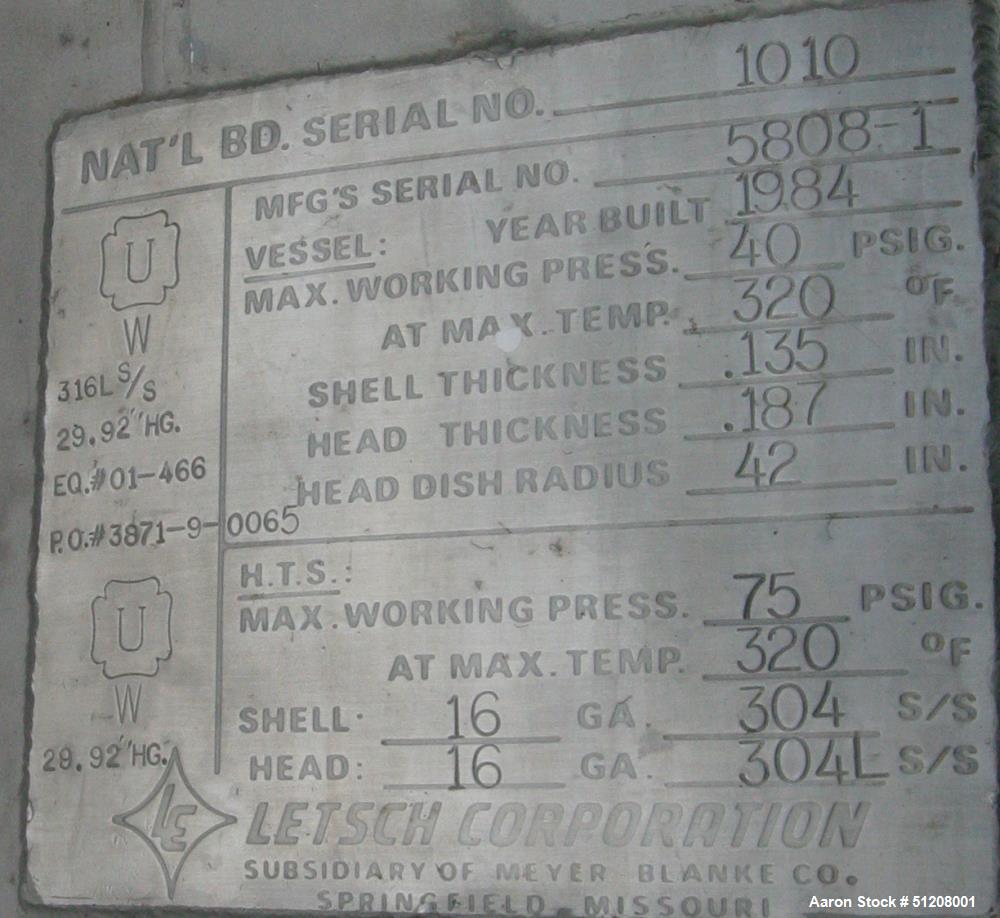 NAT'L BD. SERIAL NO. 1010
MFG'S SERIAL NO. 5808-1
VESSEL: YEAR BUILT 1984
MAX. WORKING PRESS. 40 PSIG.
AT MAX. TEMP. 320 °F.
SHELL THICKNESS .135 IN.
HEAD THICKNESS .187 IN.
HEAD DISH RADIUS 42 IN.
U
W
316L S/S
29.92"HG.
EQ.#01-466
P.O.#3871-9-0065
H.T.S.:
MAX. WORKING PRESS. 75 PSIG.
AT MAX. TEMP. 320 °F
SHELL: 16 GA. 304 S/S
HEAD: 16 GA. 304L S/S
U
W
29.92"HG.
LE
LETSCH CORPORATION
SUBSIDIARY OF MEYER BLANKE CO.
SPRINGFIELD, MISSOURI
Aaron Stock # 51208001